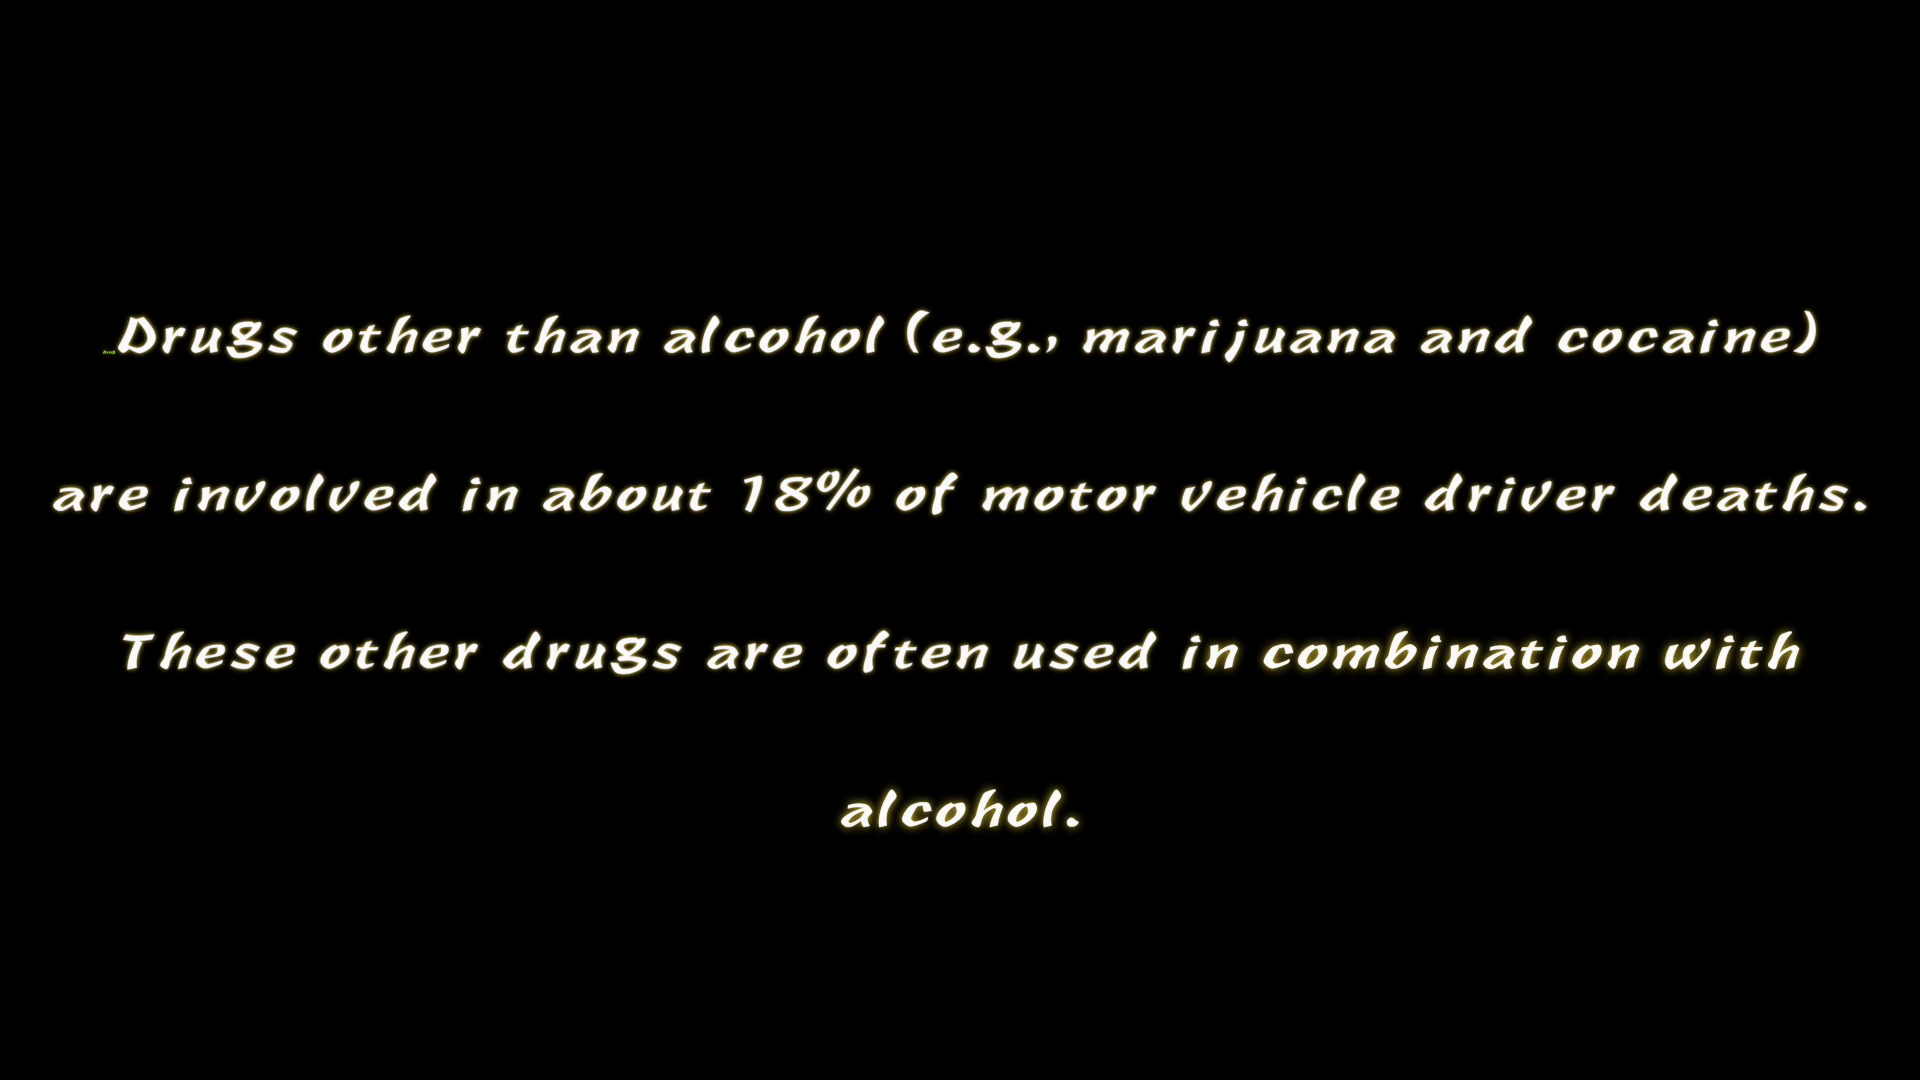 Drugs other than alcohol (e.g., marijuana and cocaine)
are involved in about 18% of motor vehicle driver deaths.
These other drugs are often used in combination with
alcohol.